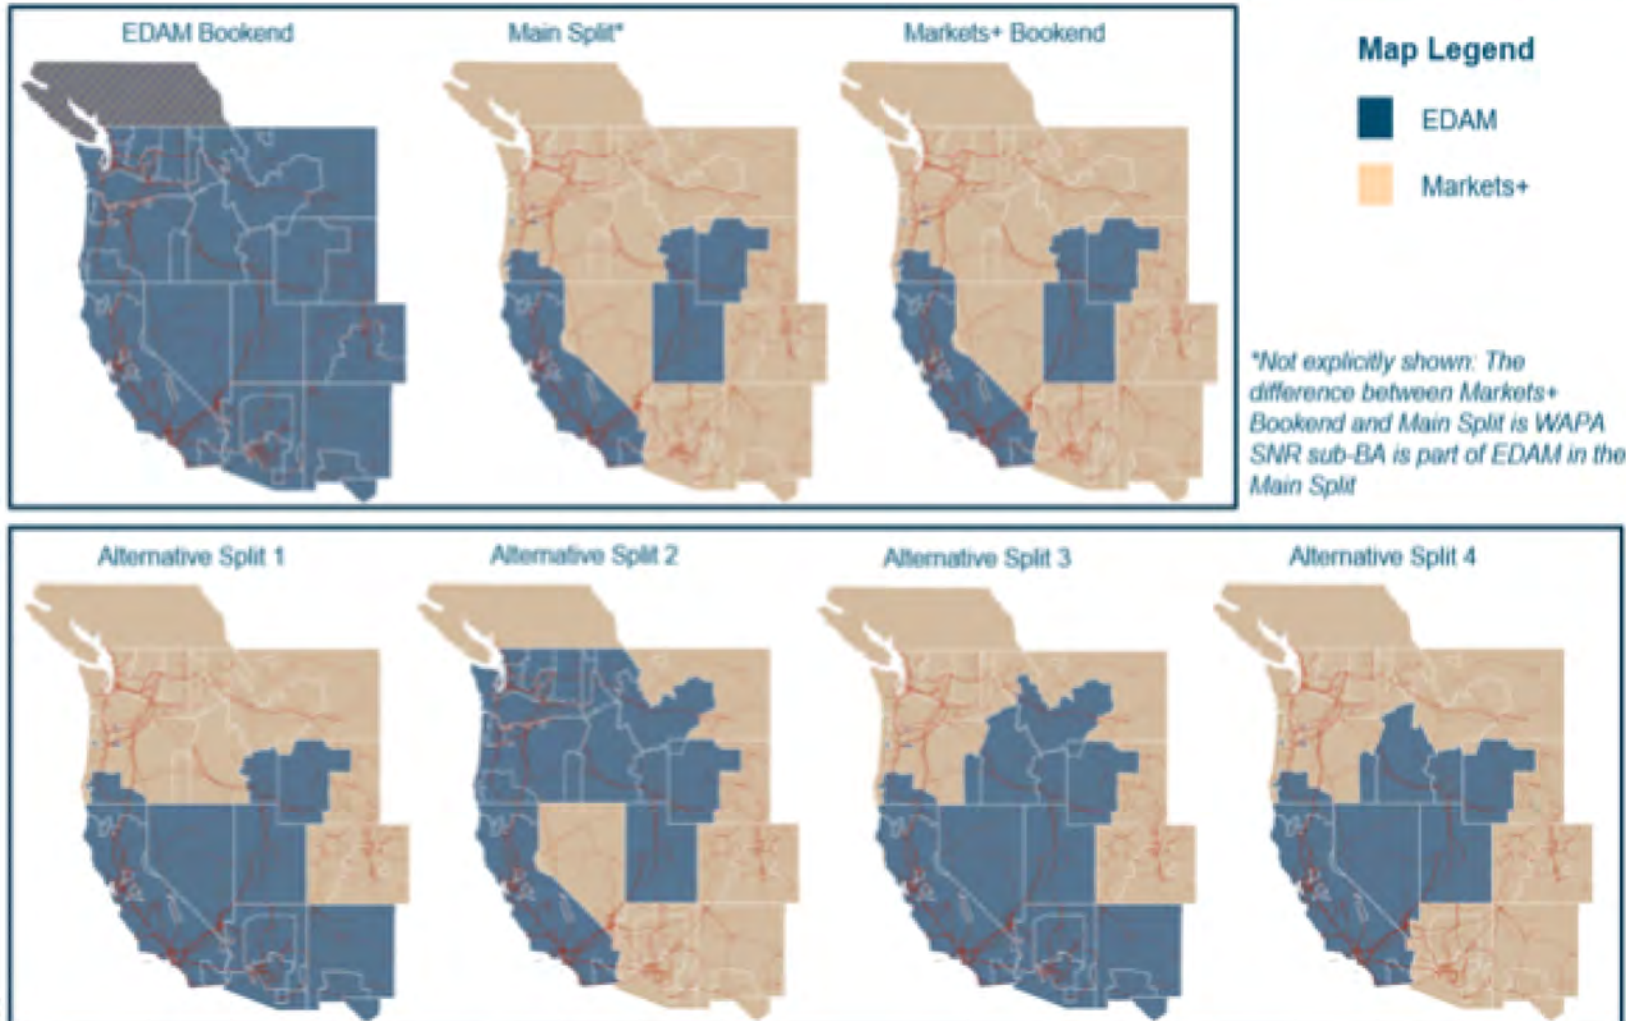 EDAM Bookend
Main Split*
Markets+ Bookend
Map Legend
EDAM
Markets+
*Not explicitly shown: The
difference between Markets+
Bookend and Main Split is WAPA
SNR sub-BA is part of EDAM in the
Main Split
Alternative Split 1
Alternative Split 2
Alternative Split 3
Alternative Split 4